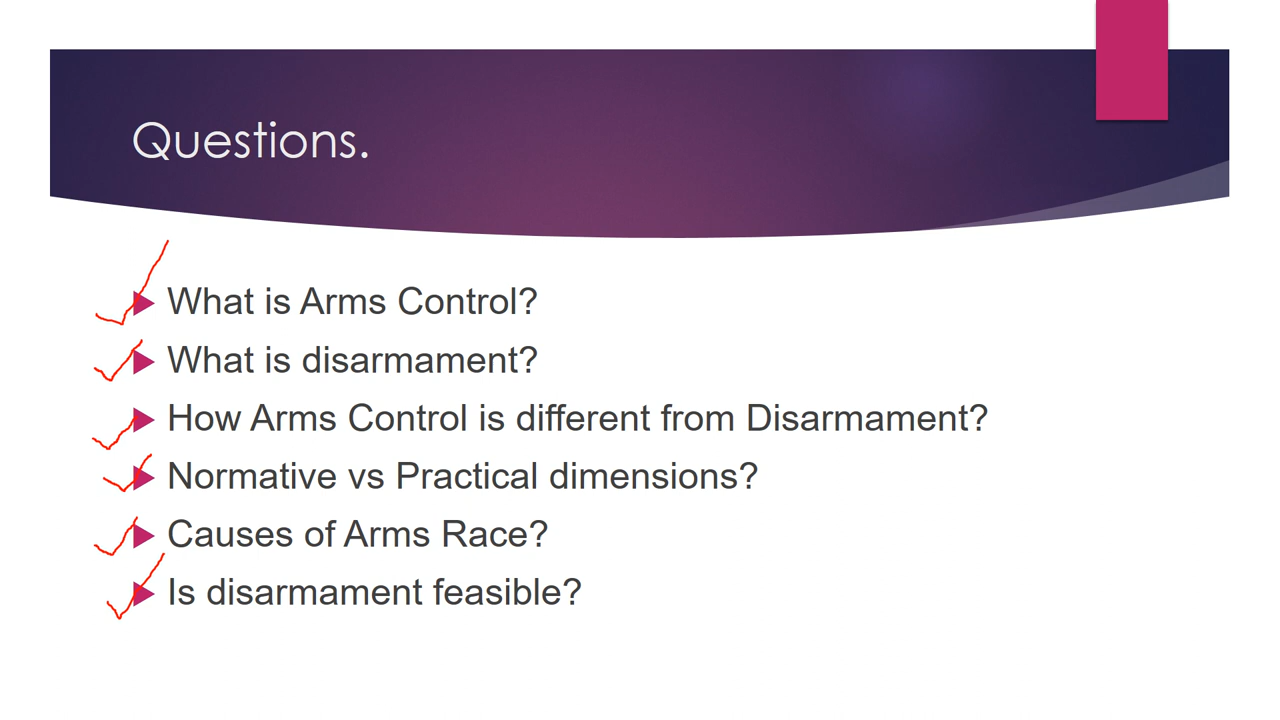 Questions.
What is Arms Control?
What is disarmament?
How Arms Control is different from Disarmament?
Normative vs Practical dimensions?
Causes of Arms Race?
Is disarmament feasible?